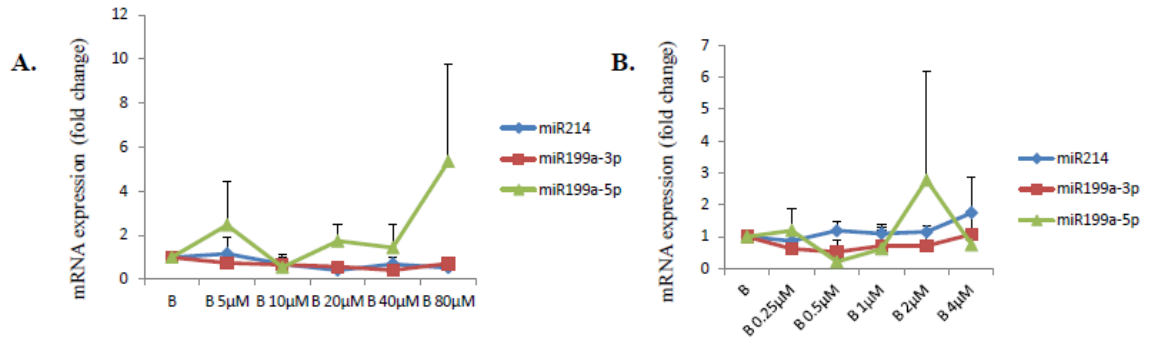 A.
mRNA expression (fold change)
12
10
8
6
4
2
0
B B 5µM B 10µM B 20µM B 40µM B 80µM
miR214
miR199a-3p
miR199a-5p
B.
mRNA expression (fold change)
7
6
5
4
3
2
1
0
B
B 0.25µM
B 0.5µM
B 1µM
B 2µM
B 4µM
miR214
miR199a-3p
miR199a-5p